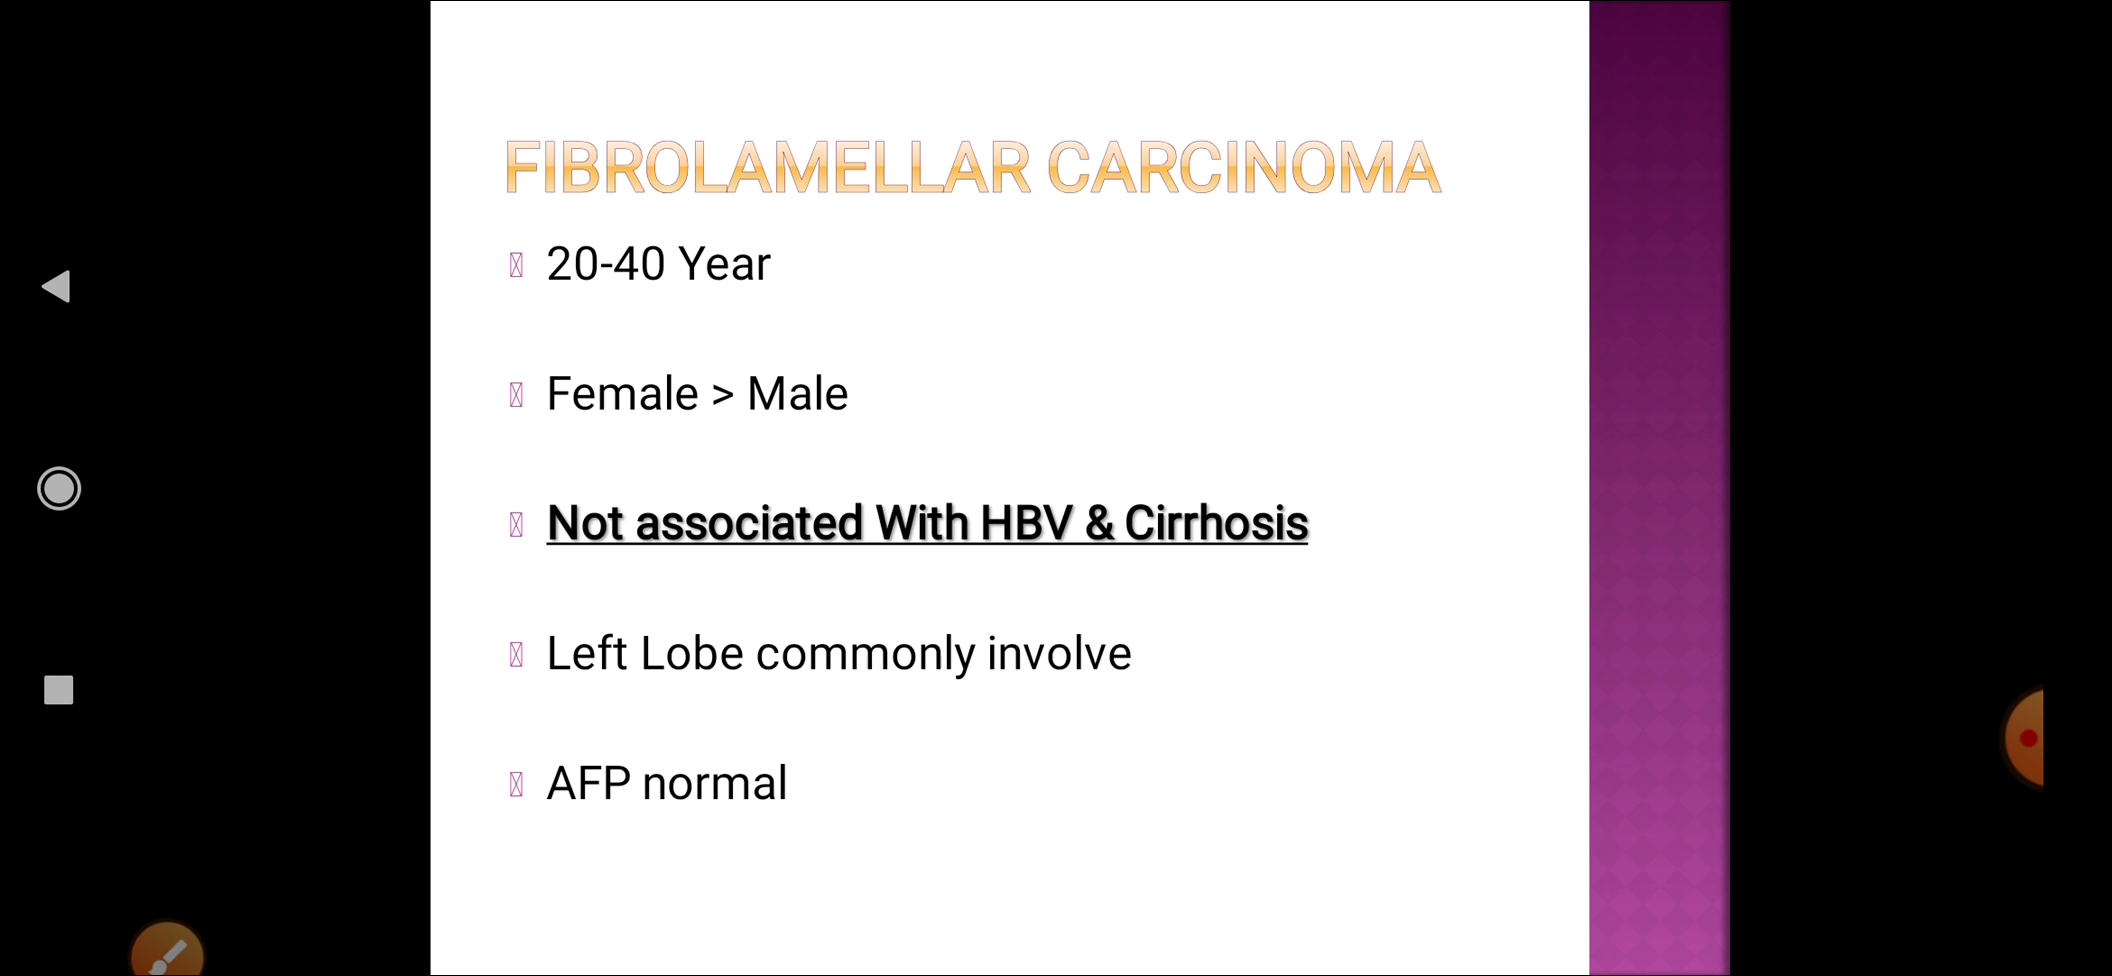 FIBROLAMELLAR CARCINOMA
20-40 Year
Female > Male
Not associated With HBV & Cirrhosis
Left Lobe commonly involve
AFP normal